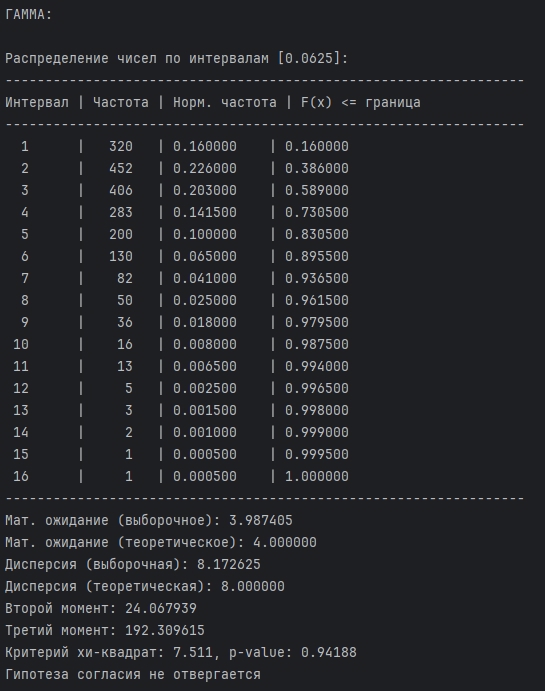 ГАММА:
Распределение чисел по интервалам [0.0625]:
-----------------------------------------------------------------
Интервал | Частота | Норм. частота | F(x) <= граница
-----------------------------------------------------------------
1 | 320 | 0.160000 | 0.160000
2 | 452 | 0.226000 | 0.386000
3 | 406 | 0.203000 | 0.589000
4 | 283 | 0.141500 | 0.730500
5 | 200 | 0.100000 | 0.830500
6 | 130 | 0.065000 | 0.895500
7 | 82 | 0.041000 | 0.936500
8 | 50 | 0.025000 | 0.961500
9 | 36 | 0.018000 | 0.979500
10 | 16 | 0.008000 | 0.987500
11 | 13 | 0.006500 | 0.994000
12 | 5 | 0.002500 | 0.996500
13 | 3 | 0.001500 | 0.998000
14 | 2 | 0.001000 | 0.999000
15 | 1 | 0.000500 | 0.999500
16 | 1 | 0.000500 | 1.000000
-----------------------------------------------------------------
Мат. ожидание (выборочное): 3.987405
Мат. ожидание (теоретическое): 4.000000
Дисперсия (выборочная): 8.172625
Дисперсия (теоретическая): 8.000000
Второй момент: 24.067939
Третий момент: 192.309615
Критерий хи-квадрат: 7.511, p-value: 0.94188
Гипотеза согласия не отвергается